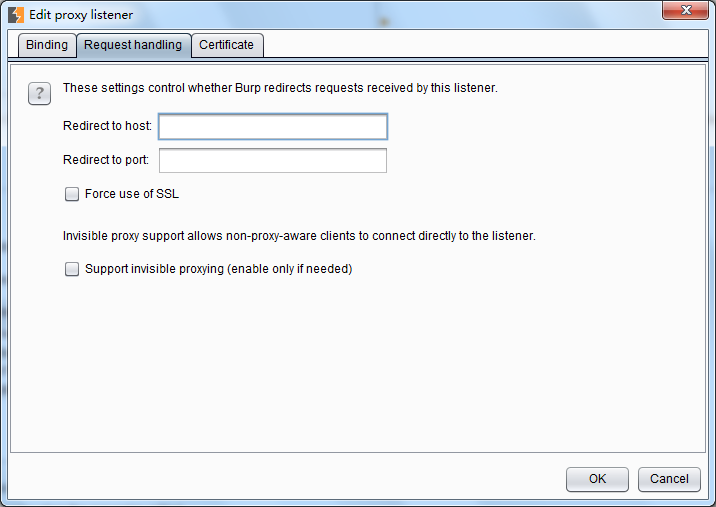 Edit proxy listener
Binding
Request handling
Certificate
?
These settings control whether Burp redirects requests received by this listener.
Redirect to host:
Redirect to port:
Force use of SSL
Invisible proxy support allows non-proxy-aware clients to connect directly to the listener.
Support invisible proxying (enable only if needed)
OK
Cancel